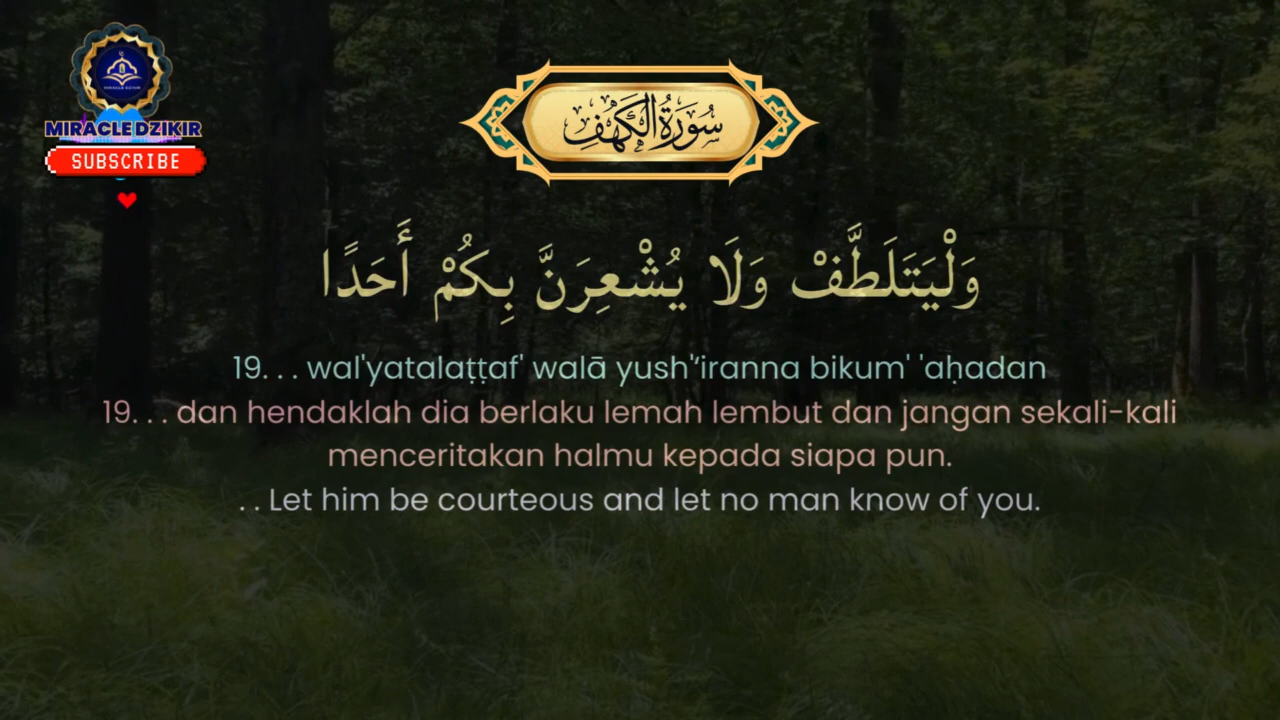 MIRACLE DZIKIR
SUBSCRIBE
سُورَةُ الْكَهْفِ
وَلْيَتَلَطَّفْ وَلَا يُشْعِرَنَّ بِكُمْ أَحَدًا
19. . . wal'yatalaṭṭaf' walā yush'ʿiranna bikum' 'aḥadan
19. . . dan hendaklah dia berlaku lemah lembut dan jangan sekali-kali
menceritakan halmu kepada siapa pun.
. . Let him be courteous and let no man know of you.